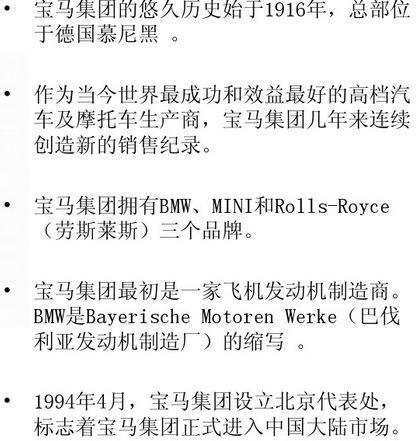 • 宝马集团的悠久历史始于1916年，总部位
于德国慕尼黑 。
• 作为当今世界最成功和效益最好的高档汽
车及摩托车生产商，宝马集团几年来连续
创造新的销售纪录。
• 宝马集团拥有BMW、MINI和Rolls-Royce
（劳斯莱斯）三个品牌。
• 宝马集团最初是一家飞机发动机制造商。
BMW是Bayerische Motoren Werke（巴伐
利亚发动机制造厂）的缩写 。
• 1994年4月，宝马集团设立北京代表处，
标志着宝马集团正式进入中国大陆市场。